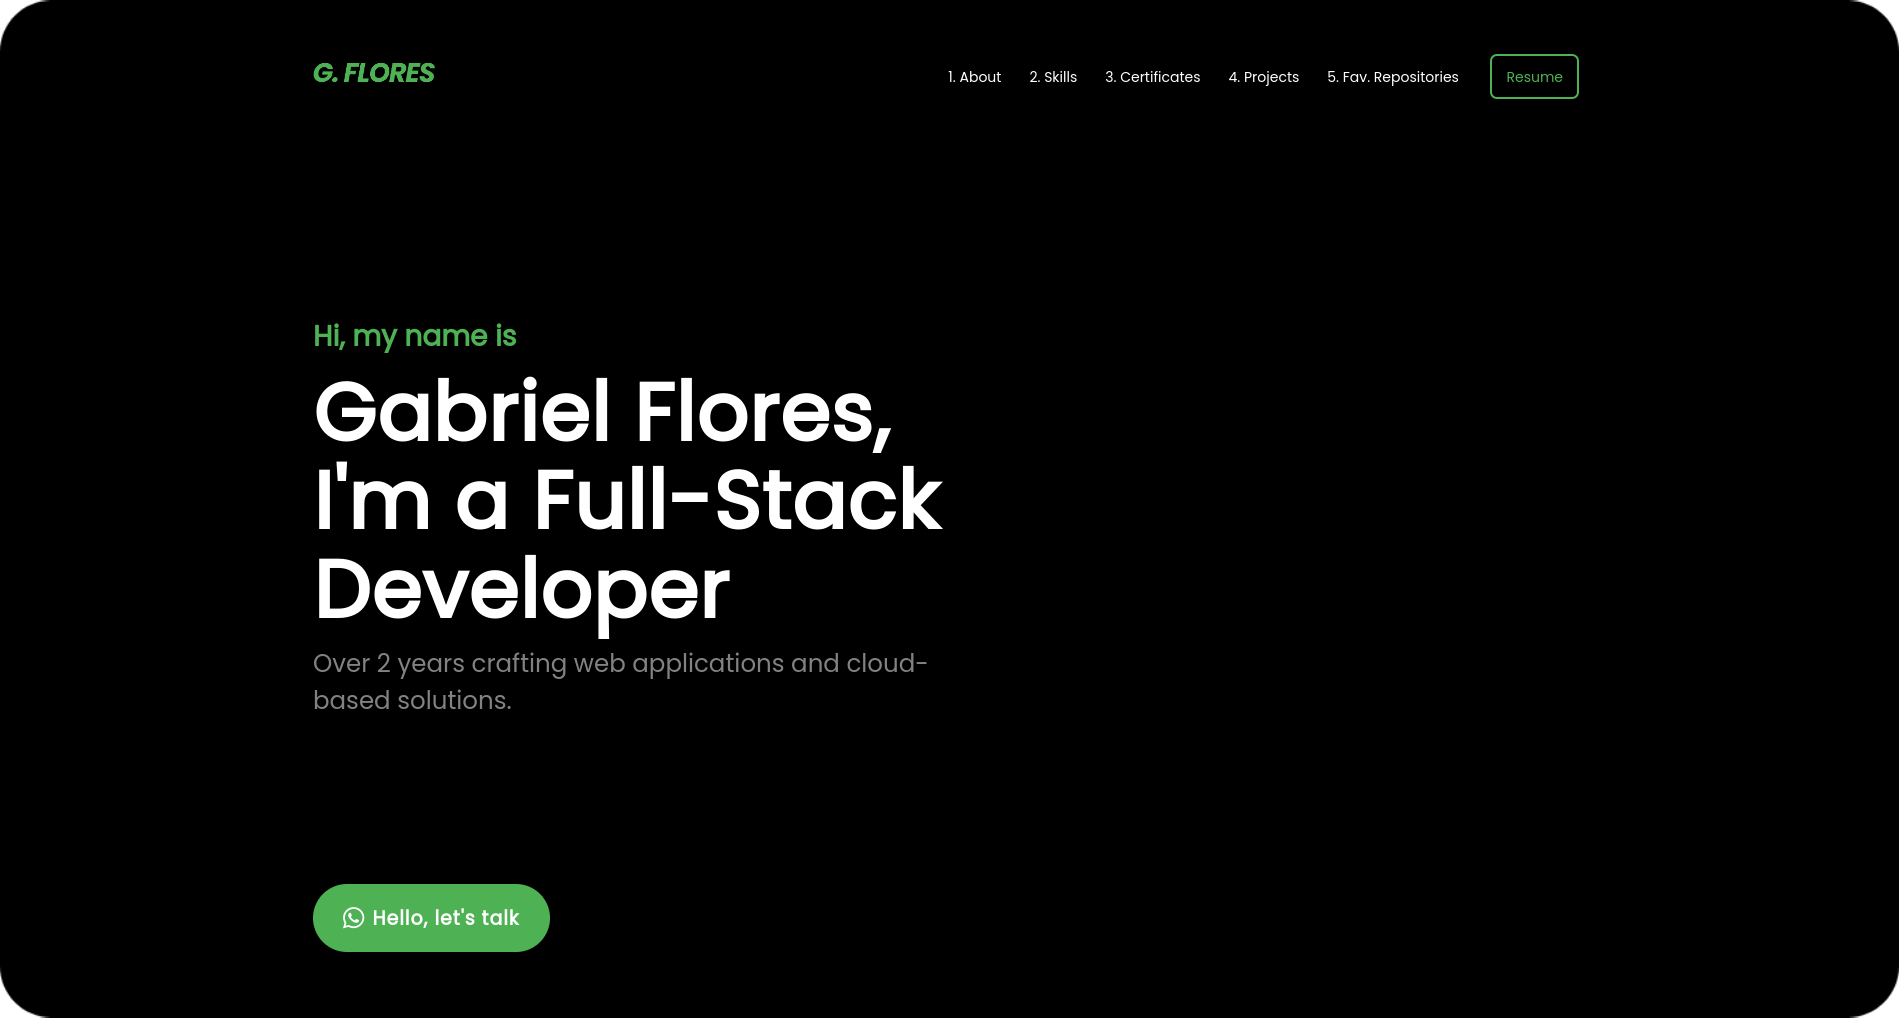 G. FLORES
1. About
2. Skills
3. Certificates
4. Projects
5. Fav. Repositories
Resume
Hi, my name is
Gabriel Flores,
I'm a Full-Stack
Developer
Over 2 years crafting web applications and cloud-
based solutions.
Hello, let's talk